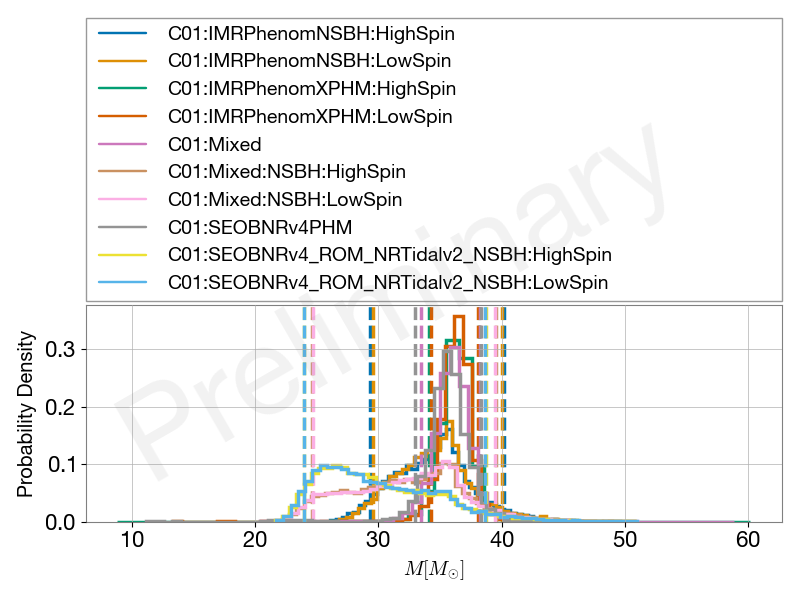 C01:IMRPhenomNSBH:HighSpin
C01:IMRPhenomNSBH:LowSpin
C01:IMRPhenomXPHM:HighSpin
C01:IMRPhenomXPHM:LowSpin
C01:Mixed
C01:Mixed:NSBH:HighSpin
C01:Mixed:NSBH:LowSpin
C01:SEOBNRv4PHM
C01:SEOBNRv4_ROM_NRTidalv2_NSBH:HighSpin
C01:SEOBNRv4_ROM_NRTidalv2_NSBH:LowSpin
Preliminary
Probability Density
0.3
0.2
0.1
0.0
10 20 30 40 50 60
M[M⊙]